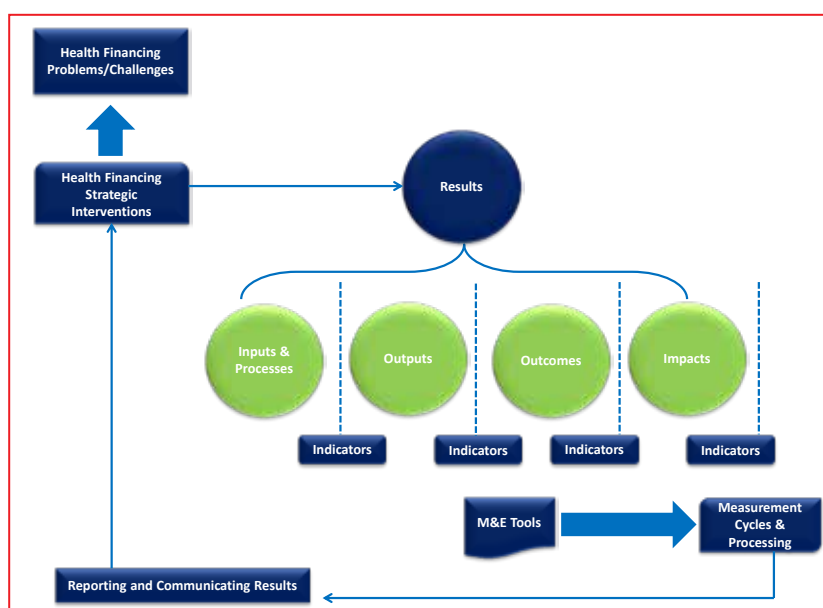 Health Financing
Problems/Challenges
Health Financing
Strategic
Interventions
Results
Inputs &
Processes
Outputs
Outcomes
Impacts
Indicators
Indicators
Indicators
Indicators
M&E Tools
Measurement
Cycles &
Processing
Reporting and Communicating Results